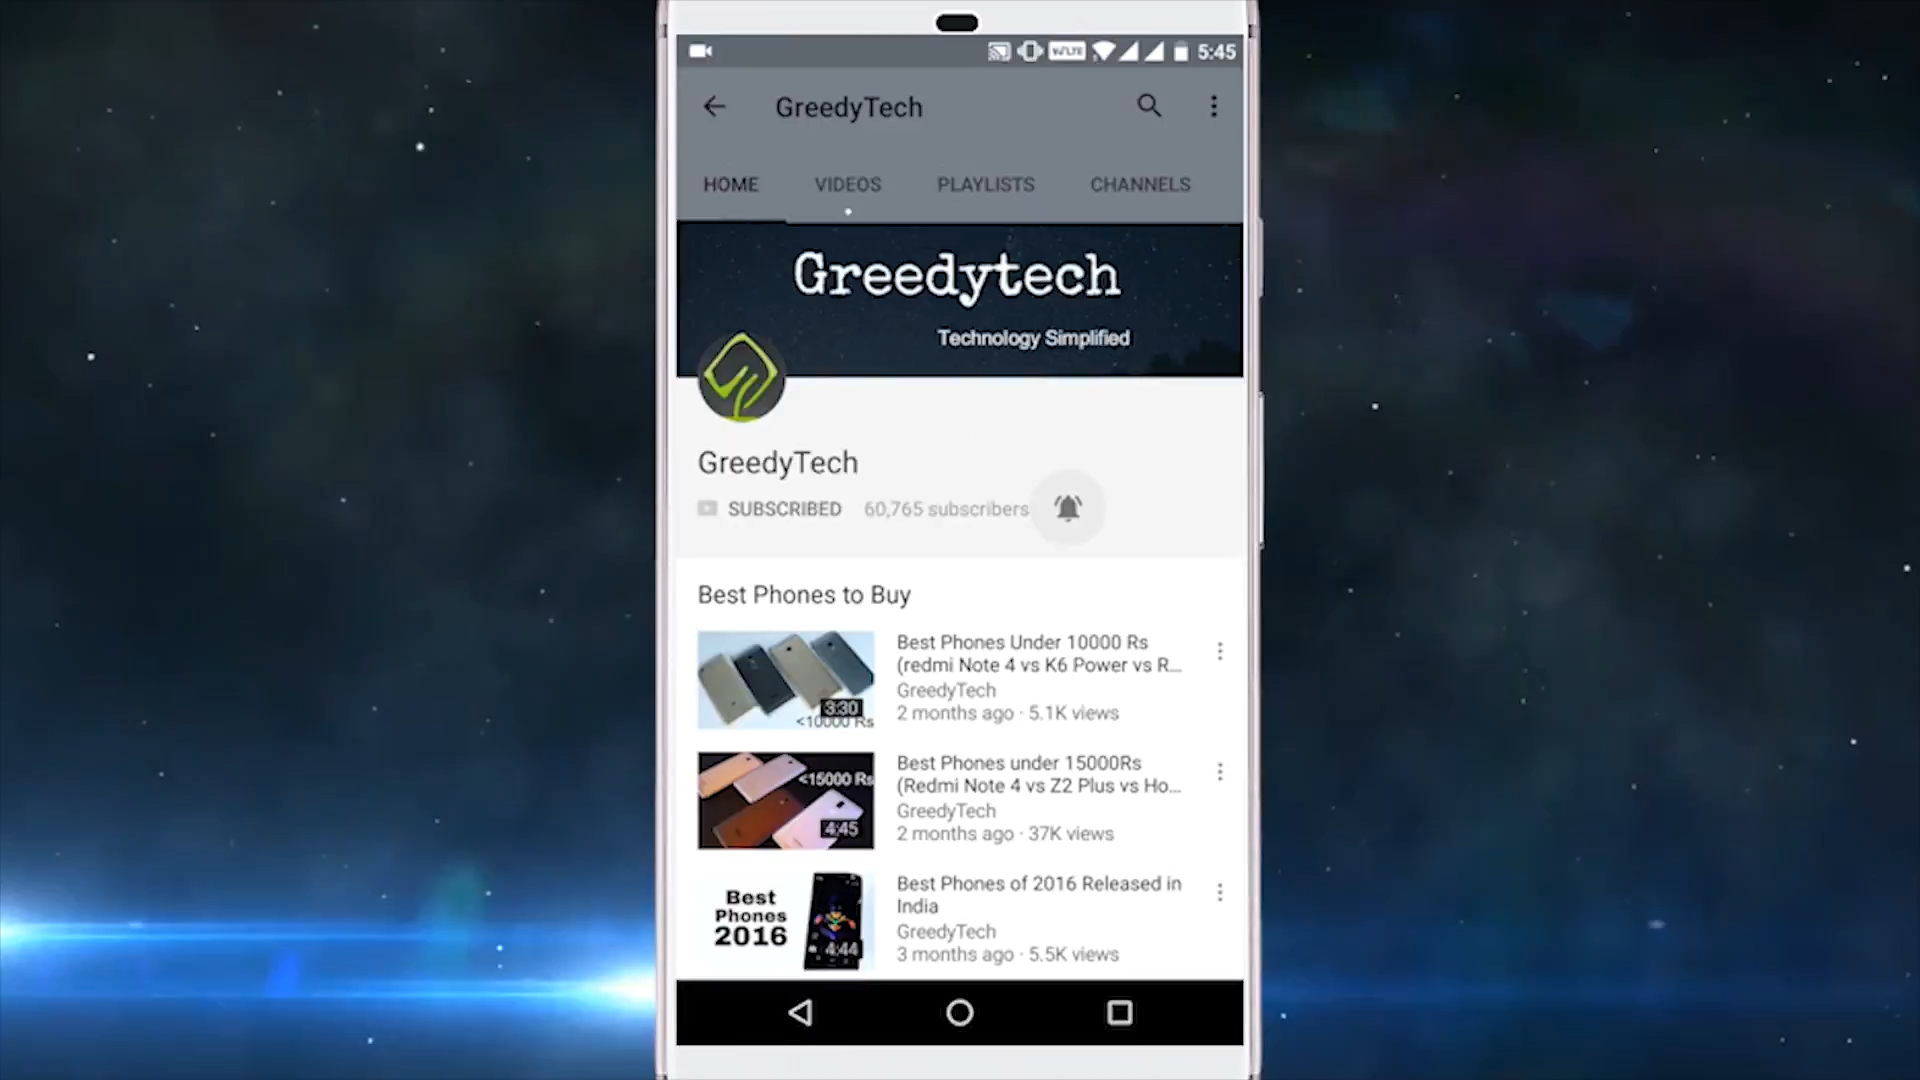 VoLTE 5:45
GreedyTech
HOME VIDEOS PLAYLISTS CHANNELS
Greedytech
Technology Simplified
GreedyTech
SUBSCRIBED 60,765 subscribers
Best Phones to Buy
3:30
<10000 Rs
Best Phones Under 10000 Rs
(redmi Note 4 vs K6 Power vs R...
GreedyTech
2 months ago · 5.1K views
<15000 Rs
4:45
Best Phones under 15000Rs
(Redmi Note 4 vs Z2 Plus vs Ho...
GreedyTech
2 months ago · 37K views
Best
Phones
2016
4:44
Best Phones of 2016 Released in
India
GreedyTech
3 months ago · 5.5K views